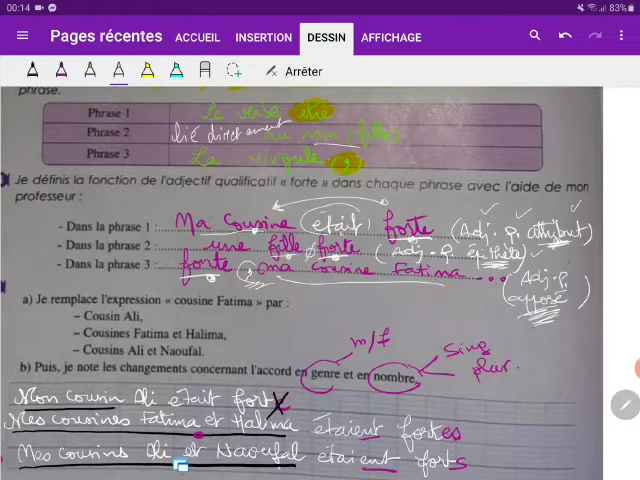 00:14 83%
Pages récentes ACCUEIL INSERTION DESSIN AFFICHAGE
Arrêter
phrase.
Phrase 1 Le verbe être
Phrase 2 lié directement au nom (fille)
Phrase 3 La virgule ,
Je définis la fonction de l'adjectif qualificatif « forte » dans chaque phrase avec l'aide de mon
professeur :
- Dans la phrase 1 : Ma cousine était forte (Adj. q. attribut)
- Dans la phrase 2 : une fille forte (Adj. q. épithète)
- Dans la phrase 3 : forte , ma cousine Fatima ... (Adj. q. apposé)
a) Je remplace l'expression « cousine Fatima » par :
– Cousin Ali,
– Cousines Fatima et Halima,
– Cousins Ali et Naoufal.
m/f
sing
plur.
b) Puis, je note les changements concernant l'accord en genre et en nombre.
Mon cousin Ali était fort
Mes cousines Fatima et Halima étaient fortes
Mes cousins Ali et Naoufal étaient forts